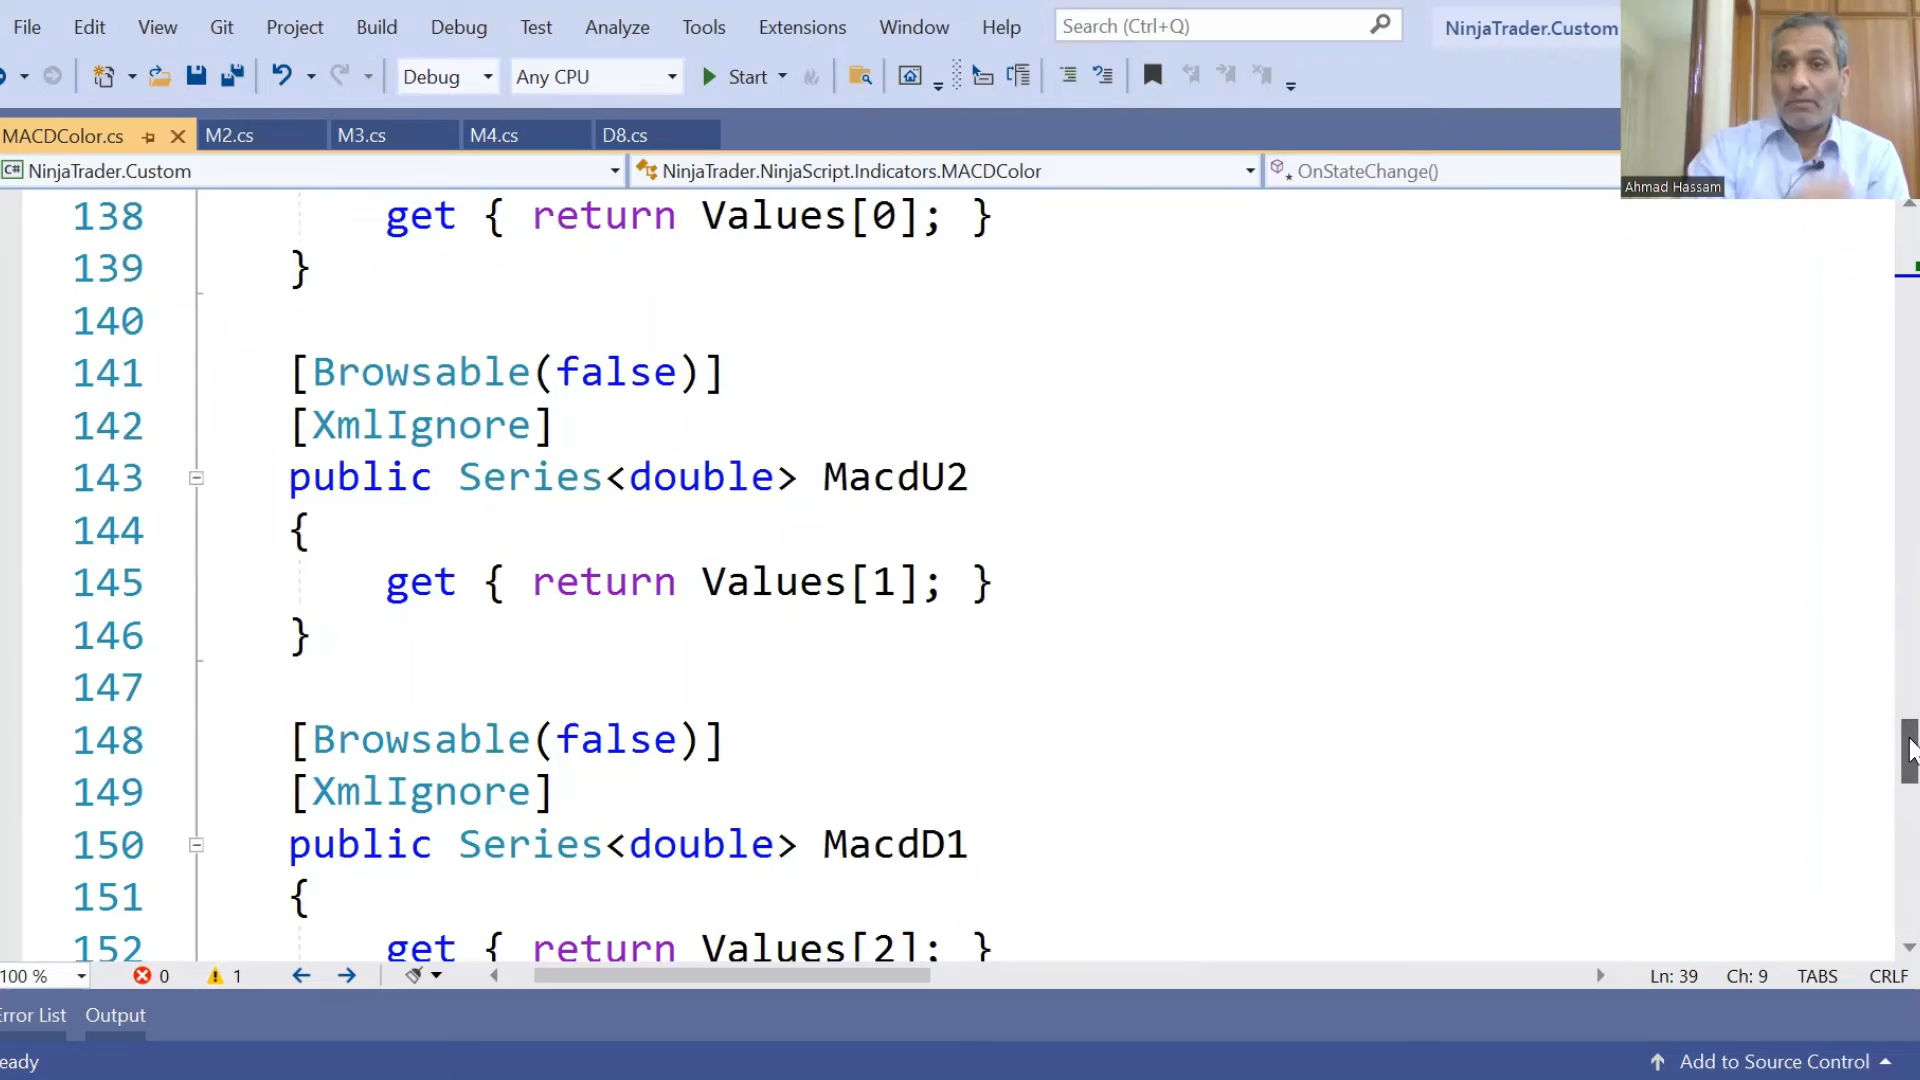 File Edit View Git Project Build Debug Test Analyze Tools Extensions Window Help Search (Ctrl+Q) NinjaTrader.Custom
Debug Any CPU Start
MACDColor.cs M2.cs M3.cs M4.cs D8.cs
C# NinjaTrader.Custom NinjaTrader.NinjaScript.Indicators.MACDColor OnStateChange()
Ahmad Hassam
138 get { return Values[0]; }
139 }
140
141 [Browsable(false)]
142 [XmlIgnore]
143 public Series<double> MacdU2
144 {
145 get { return Values[1]; }
146 }
147
148 [Browsable(false)]
149 [XmlIgnore]
150 public Series<double> MacdD1
151 {
152 get { return Values[2]; }
100 % 0 1 Ln: 39 Ch: 9 TABS CRLF
Error List Output
eady Add to Source Control